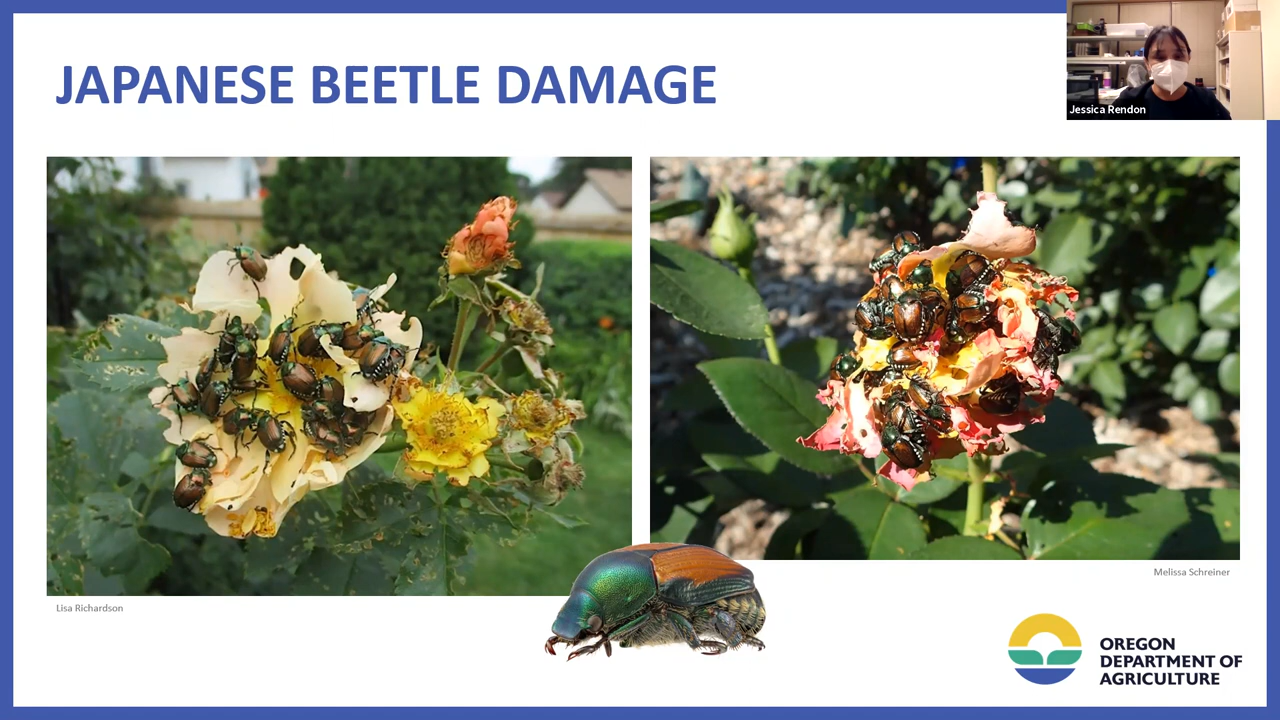 JAPANESE BEETLE DAMAGE
Jessica Rendon
Lisa Richardson
Melissa Schreiner
OREGON
DEPARTMENT OF
AGRICULTURE